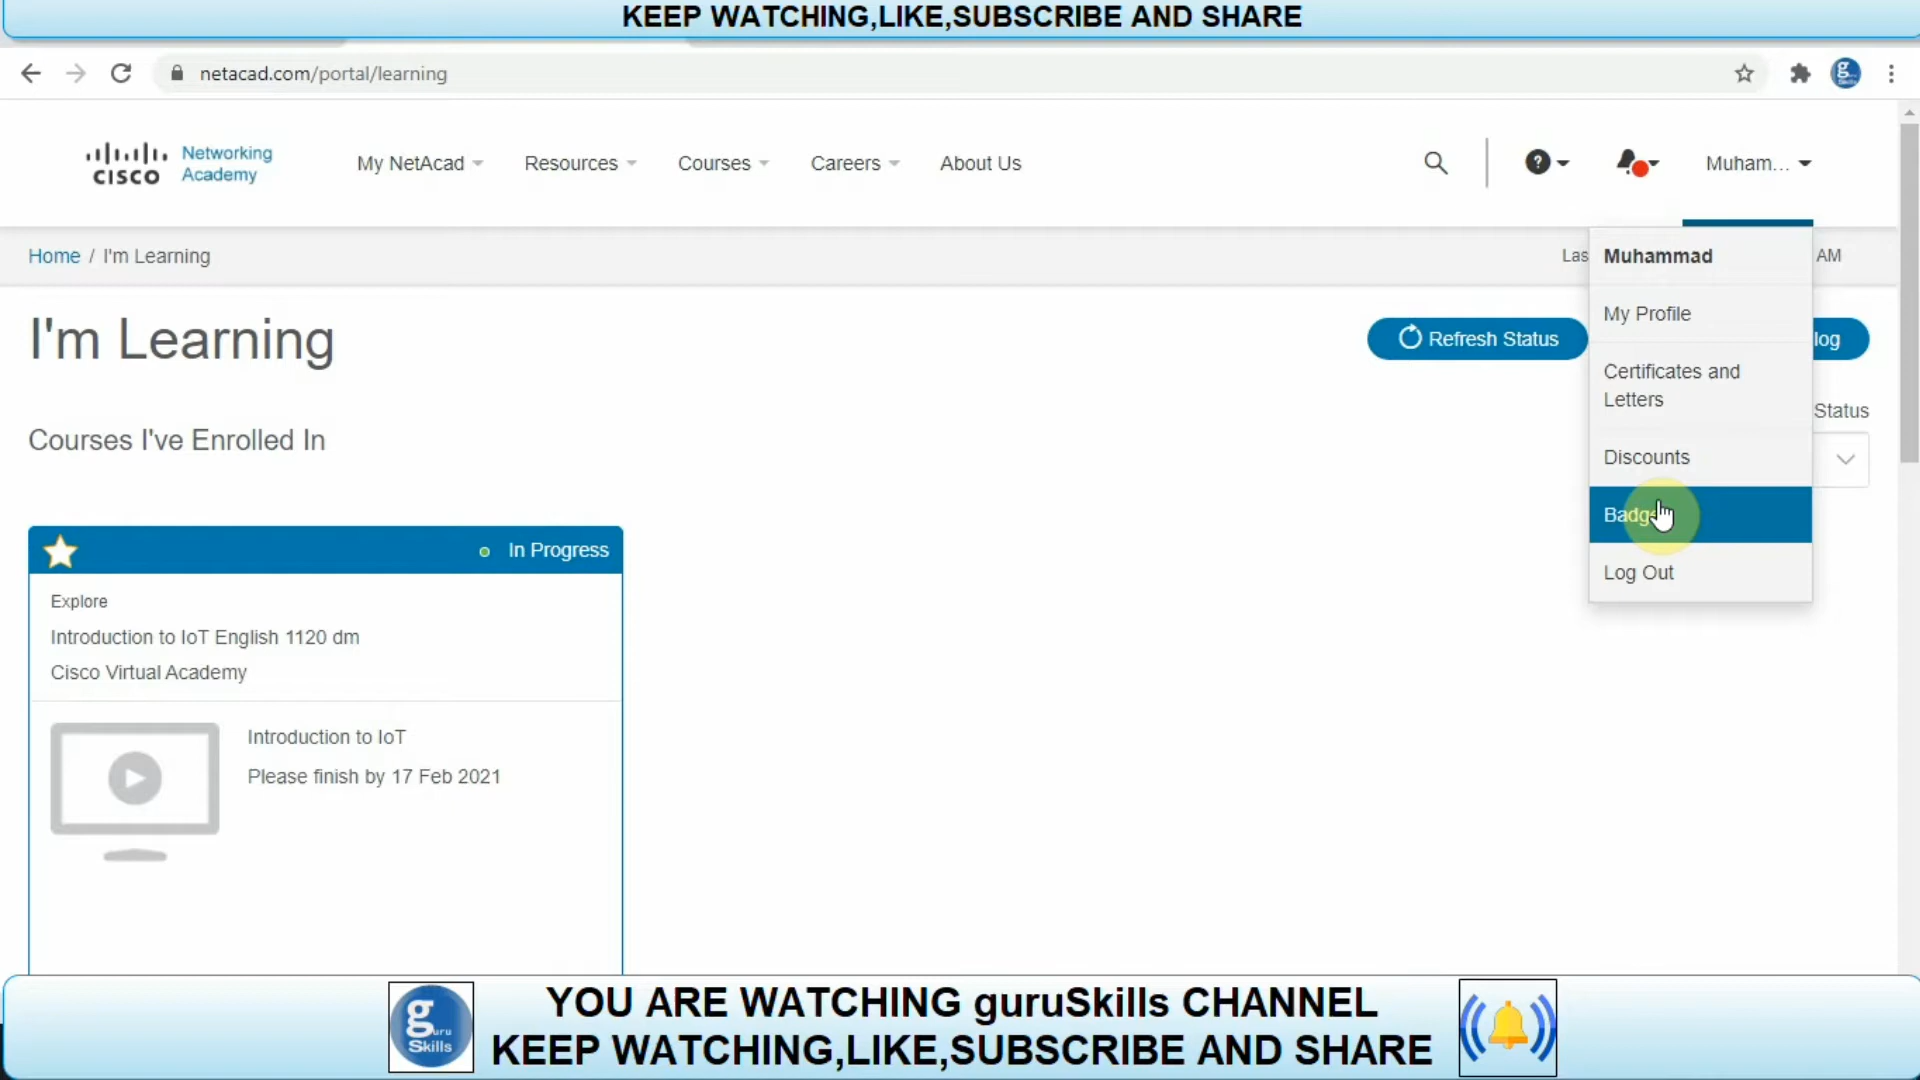 KEEP WATCHING,LIKE,SUBSCRIBE AND SHARE
netacad.com/portal/learning
CISCO
Networking
Academy
My NetAcad
Resources
Courses
Careers
About Us
Muham...
Home / I'm Learning
Las
AM
Muhammad
My Profile
Certificates and
Letters
Discounts
Log Out
I'm Learning
Refresh Status
log
Status
Courses I've Enrolled In
In Progress
Explore
Introduction to IoT English 1120 dm
Cisco Virtual Academy
Introduction to IoT
Please finish by 17 Feb 2021
guru
Skills
YOU ARE WATCHING guruSkills CHANNEL
KEEP WATCHING,LIKE,SUBSCRIBE AND SHARE